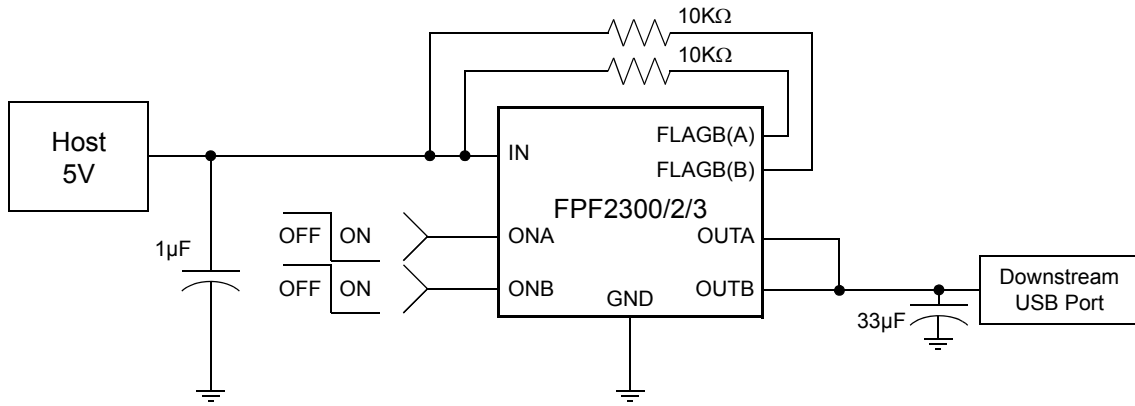 10KΩ
10KΩ
Host
5V
IN
FLAGB(A)
FLAGB(B)
FPF2300/2/3
1µF
OFF
ON
ONA
OUTA
OFF
ON
ONB
OUTB
GND
33µF
Downstream
USB Port